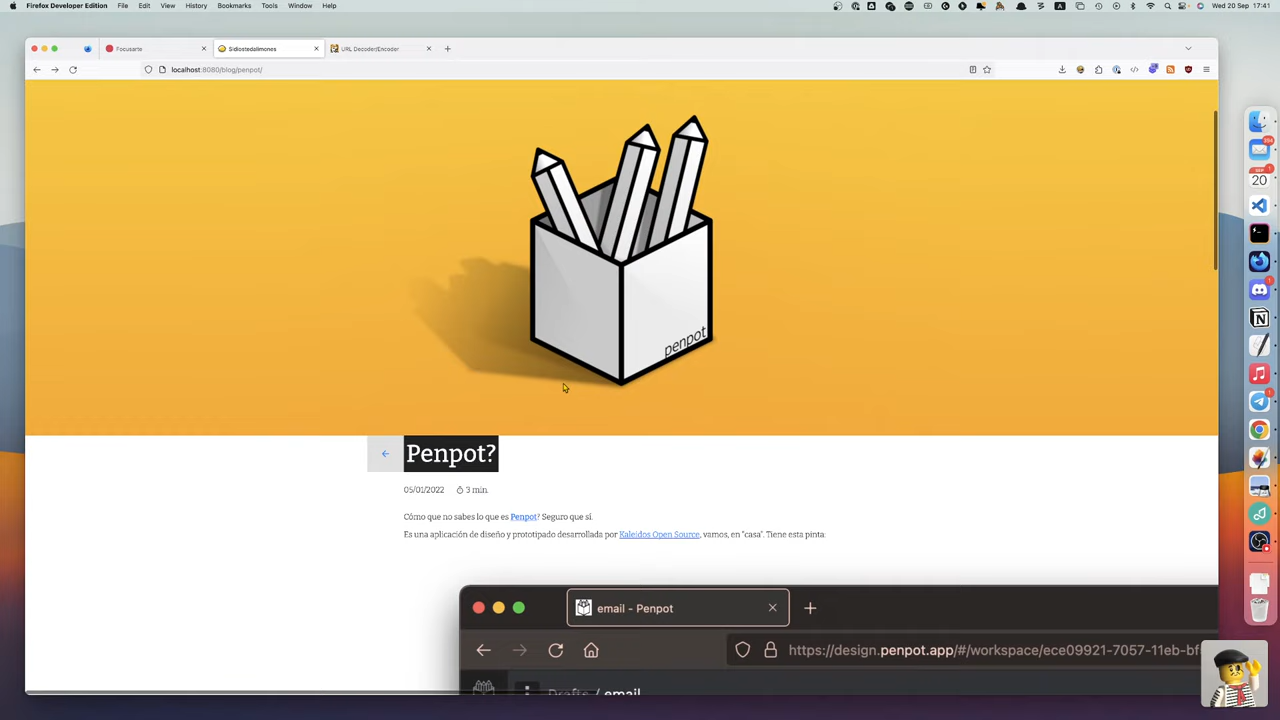 Firefox Developer Edition File Edit View History Bookmarks Tools Window Help
Wed 20 Sep 17:41
Focusarte
Sidiostedalimones
URL Decoder/Encoder
localhost:8080/blog/penpot/
penpot
Penpot?
05/01/2022 3 min.
Cómo que no sabes lo que es Penpot? Seguro que sí.
Es una aplicación de diseño y prototipado desarrollada por Kaleidos Open Source, vamos, en "casa". Tiene esta pinta:
email - Penpot
https://design.penpot.app/#/workspace/ece09921-7057-11eb-bf
Drafts / email
SEP
20